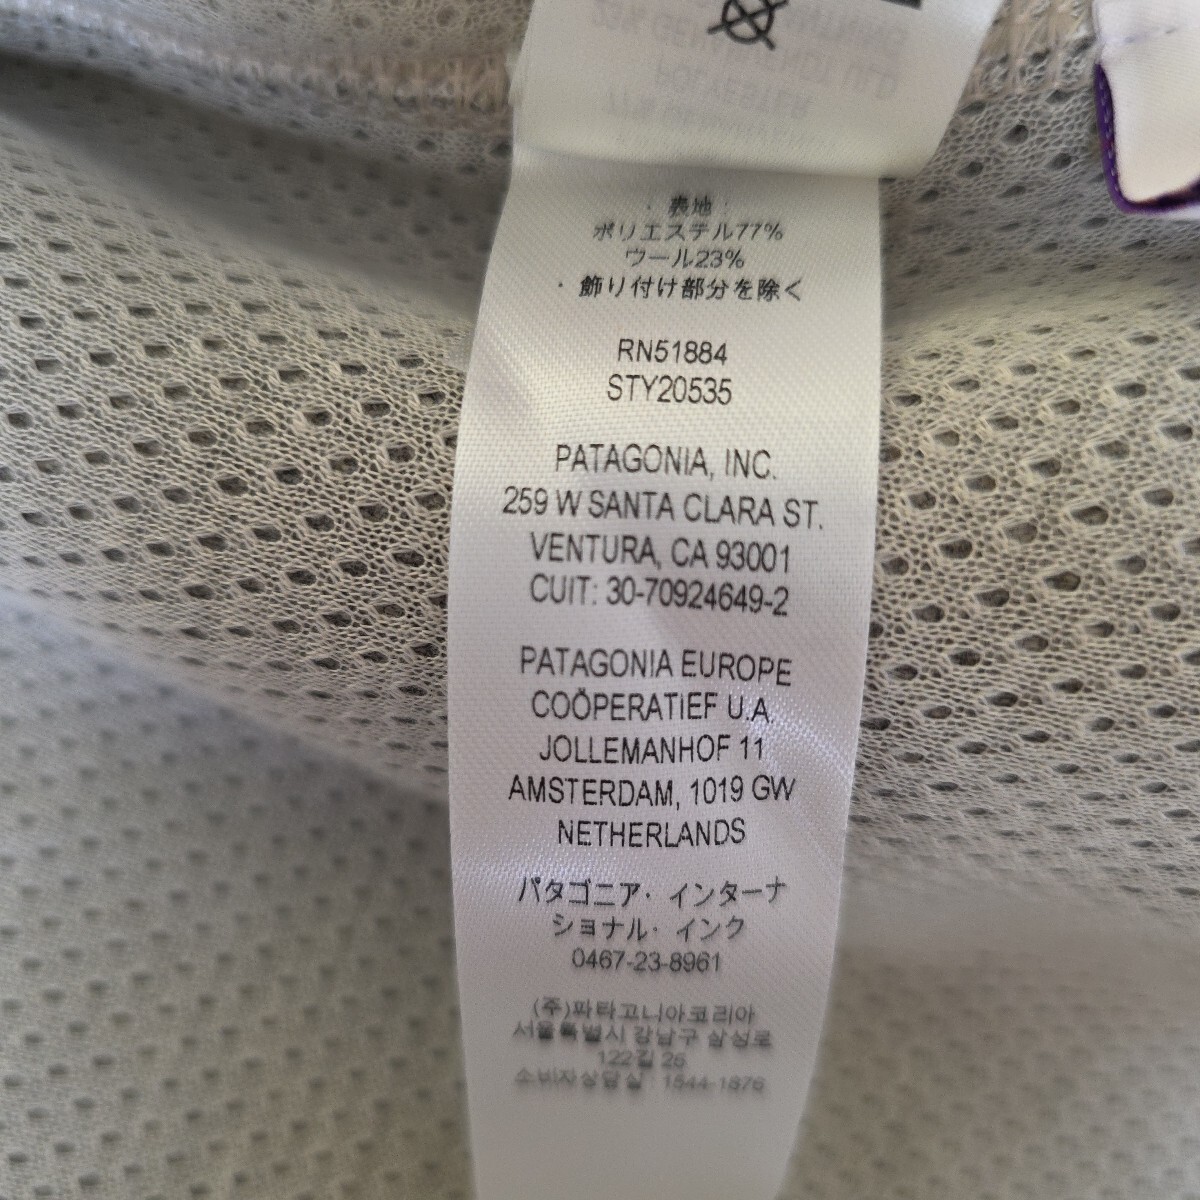 ・表地・
ポリエステル77%
ウール23%
・飾り付け部分を除く
RN51884
STY20535
PATAGONIA, INC.
259 W SANTA CLARA ST.
VENTURA, CA 93001
CUIT: 30-70924649-2
PATAGONIA EUROPE
COÖPERATIEF U.A.
JOLLEMANHOF 11
AMSTERDAM, 1019 GW
NETHERLANDS
パタゴニア・インターナ
ショナル・インク
0467-23-8961
(주)파타고니아코리아
서울특별시 강남구 삼성로
122길 26
소비자상담실 : 1544-1876